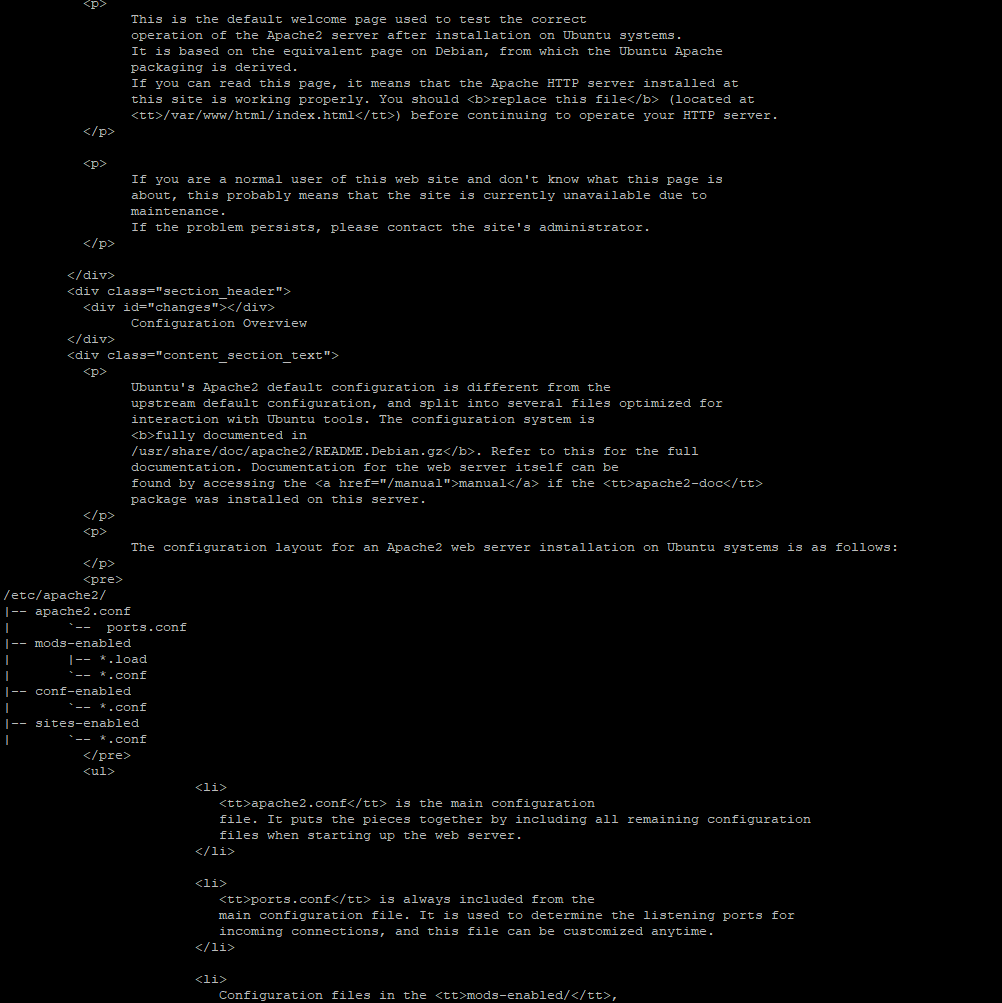 <p>
This is the default welcome page used to test the correct
operation of the Apache2 server after installation on Ubuntu systems.
It is based on the equivalent page on Debian, from which the Ubuntu Apache
packaging is derived.
If you can read this page, it means that the Apache HTTP server installed at
this site is working properly. You should <b>replace this file</b> (located at
<tt>/var/www/html/index.html</tt>) before continuing to operate your HTTP server.
</p>
<p>
If you are a normal user of this web site and don't know what this page is
about, this probably means that the site is currently unavailable due to
maintenance.
If the problem persists, please contact the site's administrator.
</p>
</div>
<div class="section_header">
<div id="changes"></div>
Configuration Overview
</div>
<div class="content_section_text">
<p>
Ubuntu's Apache2 default configuration is different from the
upstream default configuration, and split into several files optimized for
interaction with Ubuntu tools. The configuration system is
<b>fully documented in
/usr/share/doc/apache2/README.Debian.gz</b>. Refer to this for the full
documentation. Documentation for the web server itself can be
found by accessing the <a href="/manual">manual</a> if the <tt>apache2-doc</tt>
package was installed on this server.
</p>
<p>
The configuration layout for an Apache2 web server installation on Ubuntu systems is as follows:
</p>
<pre>
/etc/apache2/
|-- apache2.conf
|       `--  ports.conf
|-- mods-enabled
|       |-- *.load
|       `-- *.conf
|-- conf-enabled
|       `-- *.conf
|-- sites-enabled
|       `-- *.conf
</pre>
<ul>
<li>
<tt>apache2.conf</tt> is the main configuration
file. It puts the pieces together by including all remaining configuration
files when starting up the web server.
</li>
<li>
<tt>ports.conf</tt> is always included from the
main configuration file. It is used to determine the listening ports for
incoming connections, and this file can be customized anytime.
</li>
<li>
Configuration files in the <tt>mods-enabled/</tt>,